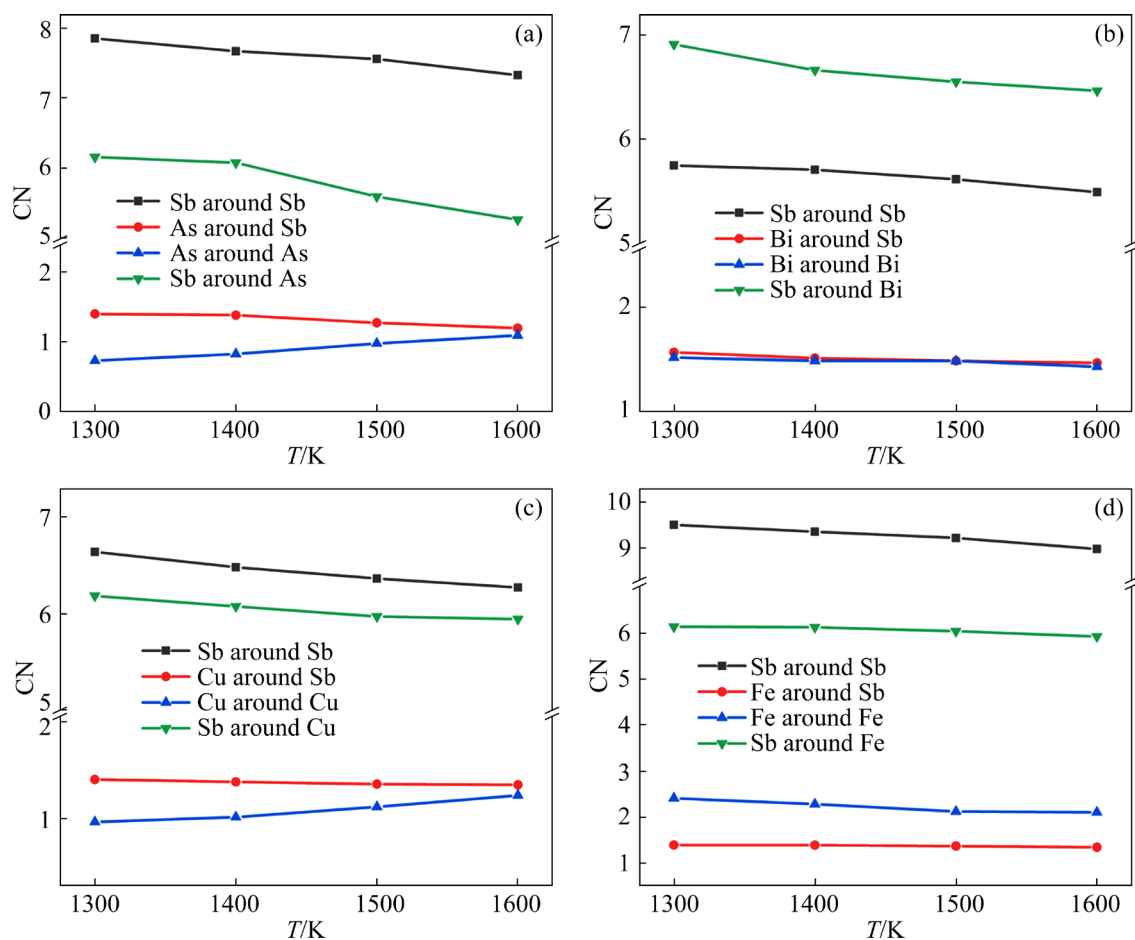 (a)
8
7
6
5
2
1
0
CN
Sb around Sb
As around Sb
As around As
Sb around As
1300 1400 1500 1600
T/K
(b)
7
6
5
2
1
CN
Sb around Sb
Bi around Sb
Bi around Bi
Sb around Bi
1300 1400 1500 1600
T/K
(c)
7
6
5
2
1
CN
Sb around Sb
Cu around Sb
Cu around Cu
Sb around Cu
1300 1400 1500 1600
T/K
(d)
10
9
6
5
4
3
2
1
CN
Sb around Sb
Fe around Sb
Fe around Fe
Sb around Fe
1300 1400 1500 1600
T/K